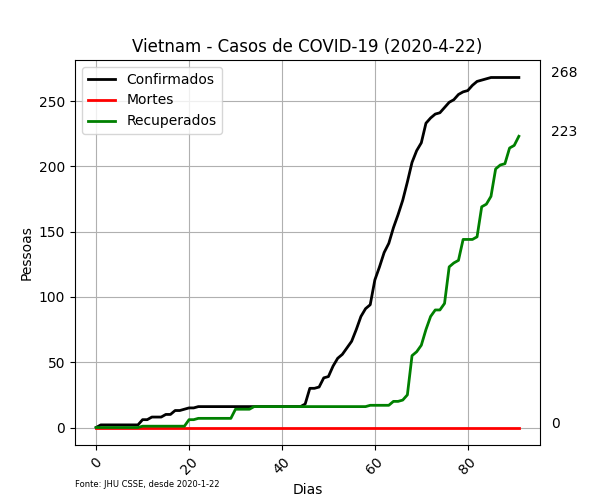 Vietnam - Casos de COVID-19 (2020-4-22)
Confirmados
Mortes
Recuperados
268
223
0
Pessoas
250
200
150
100
50
0
0
20
40
60
80
Dias
Fonte: JHU CSSE, desde 2020-1-22